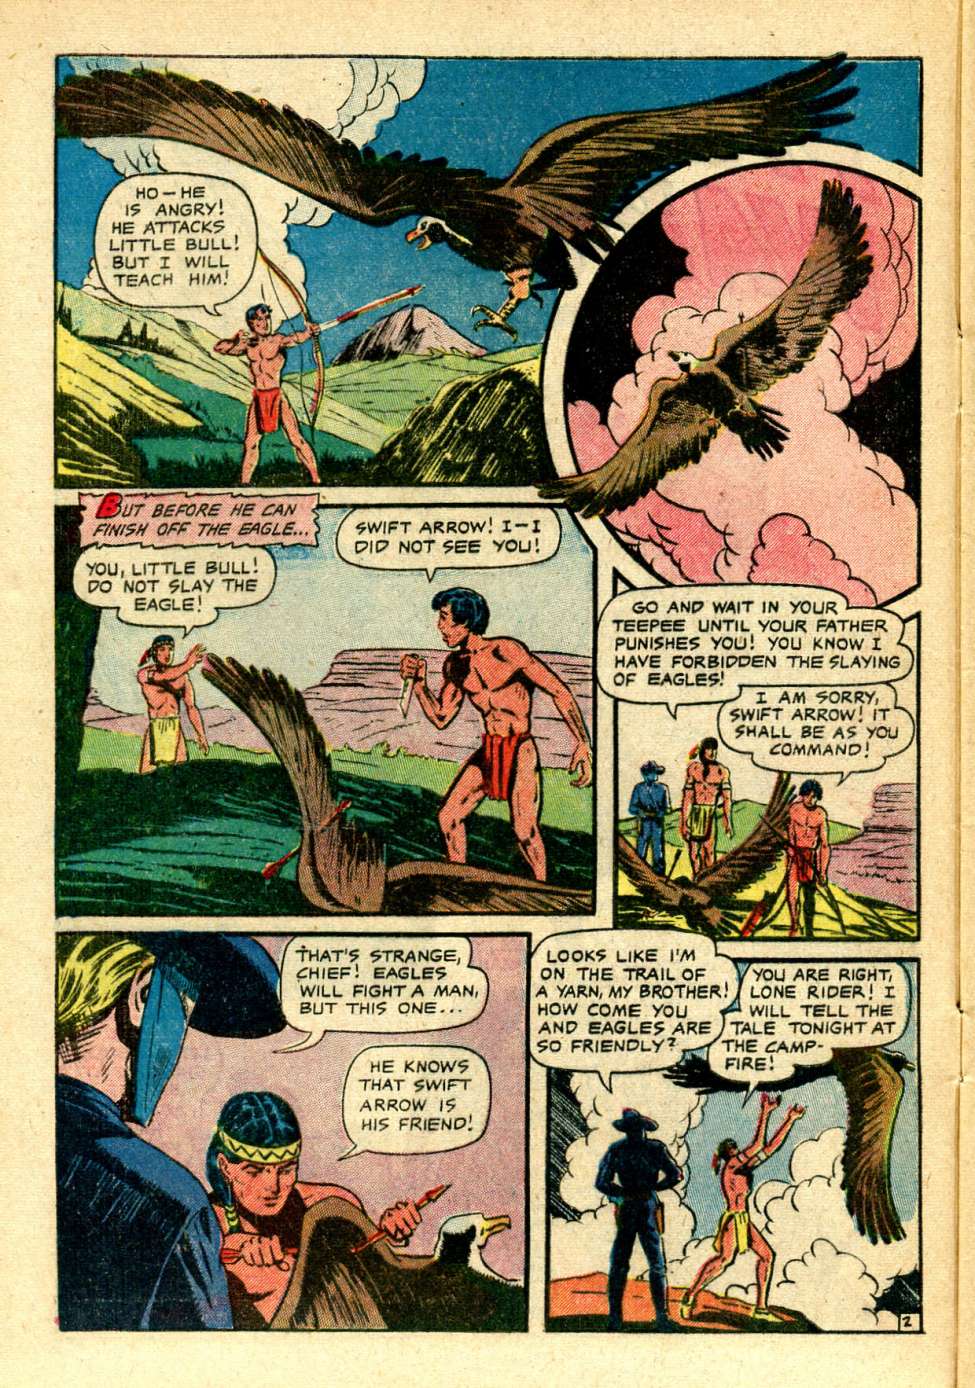 HO — HE
IS ANGRY!
HE ATTACKS
LITTLE BULL!
BUT I WILL
TEACH HIM!
BUT BEFORE HE CAN
FINISH OFF THE EAGLE...
YOU, LITTLE BULL!
DO NOT SLAY THE
EAGLE!
SWIFT ARROW! I-I
DID NOT SEE YOU!
GO AND WAIT IN YOUR
TEEPEE UNTIL YOUR FATHER
PUNISHES YOU! YOU KNOW I
HAVE FORBIDDEN THE SLAYING
OF EAGLES!
I AM SORRY,
SWIFT ARROW! IT
SHALL BE AS YOU
COMMAND!
THAT'S STRANGE,
CHIEF! EAGLES
WILL FIGHT A MAN,
BUT THIS ONE...
HE KNOWS
THAT SWIFT
ARROW IS
HIS FRIEND!
LOOKS LIKE I'M
ON THE TRAIL OF
A YARN, MY BROTHER!
HOW COME YOU
AND EAGLES ARE
SO FRIENDLY?
YOU ARE RIGHT,
LONE RIDER! I
WILL TELL THE
TALE TONIGHT AT
THE CAMP-
FIRE!
2